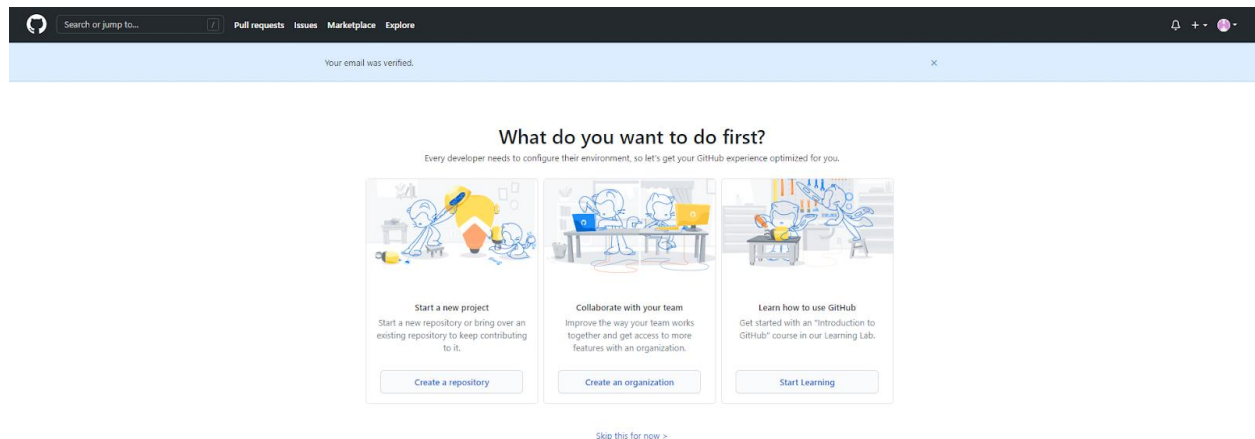 Search or jump to... /
Pull requests Issues Marketplace Explore
Your email was verified.
What do you want to do first?
Every developer needs to configure their environment, so let's get your GitHub experience optimized for you.
Start a new project
Start a new repository or bring over an
existing repository to keep contributing
to it.
Create a repository
Collaborate with your team
Improve the way your team works
together and get access to more
features with an organization.
Create an organization
Learn how to use GitHub
Get started with an "Introduction to
GitHub" course in our Learning Lab.
Start Learning
Skip this for now >